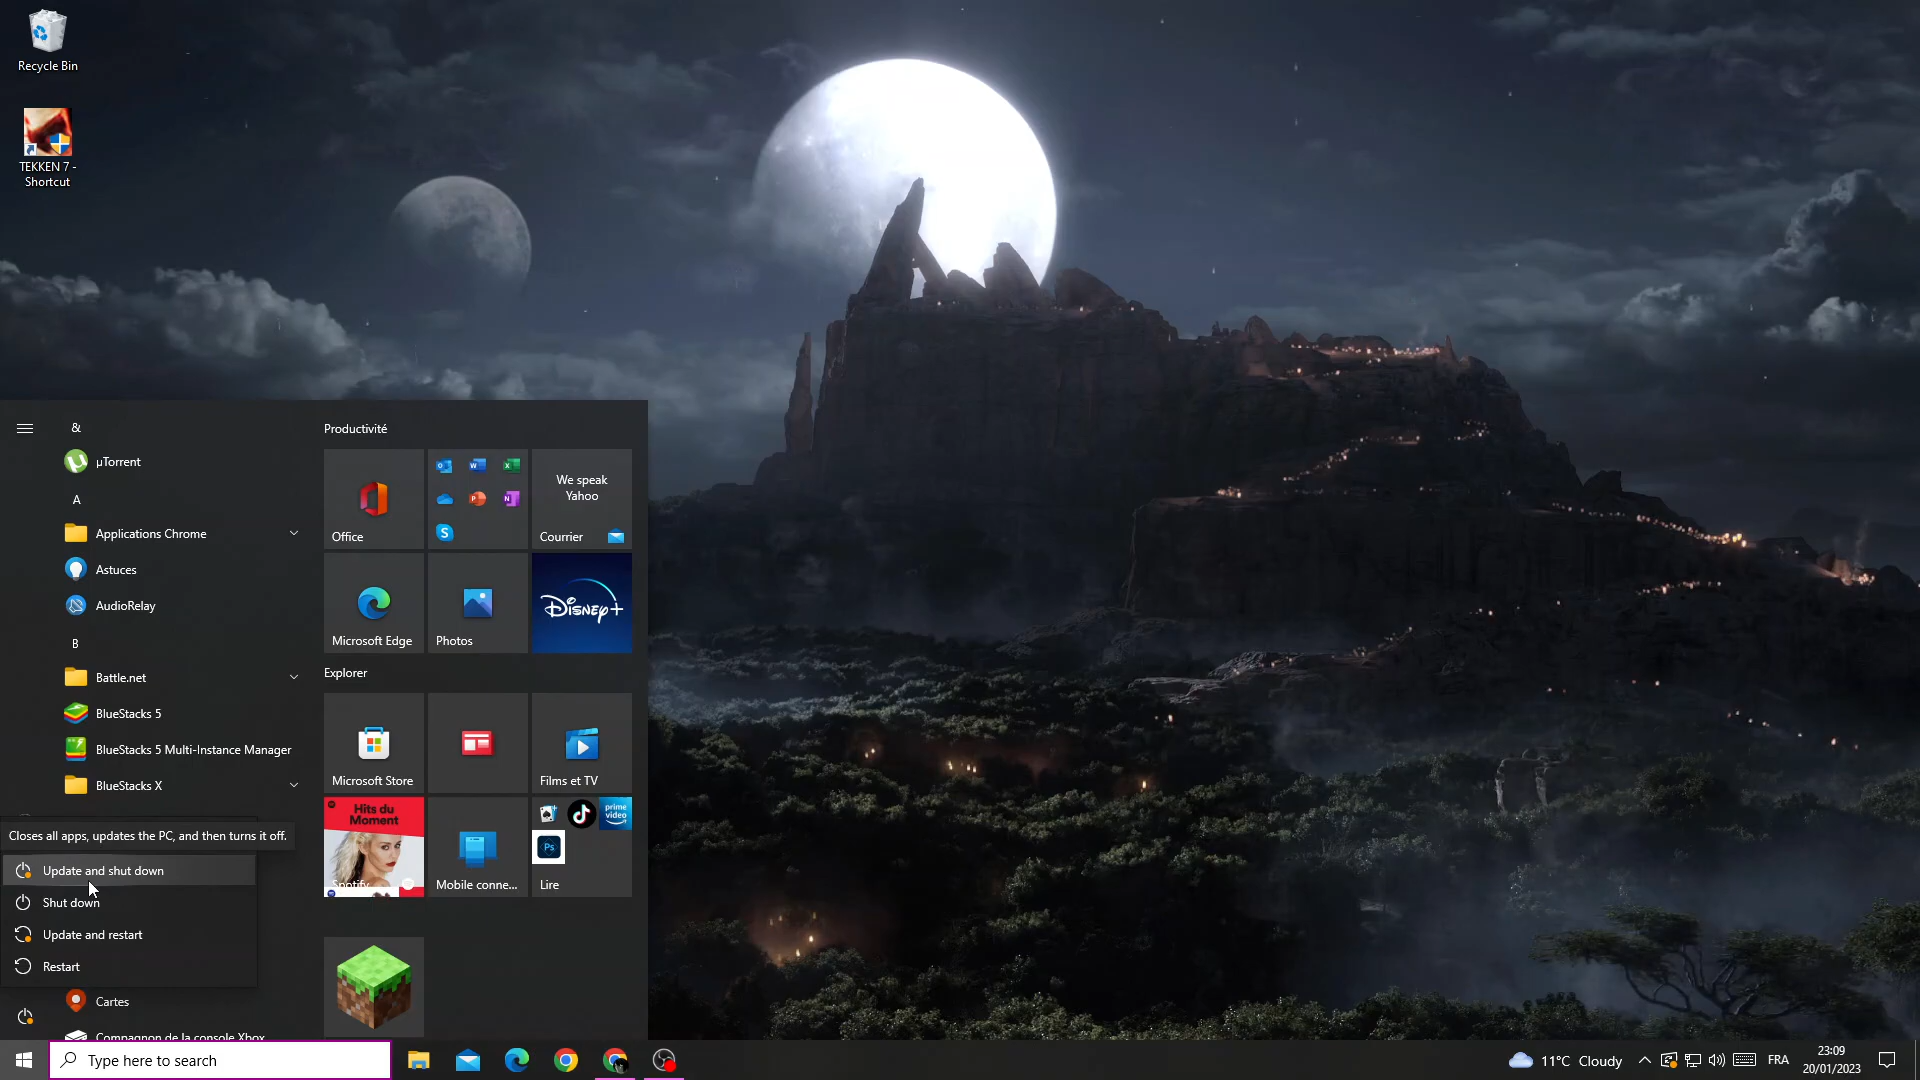 Recycle Bin
TEKKEN 7 -
Shortcut
&
µTorrent
A
Applications Chrome
Astuces
AudioRelay
B
Battle.net
BlueStacks 5
BlueStacks 5 Multi-Instance Manager
BlueStacks X
Closes all apps, updates the PC, and then turns it off.
Update and shut down
Shut down
Update and restart
Restart
Cartes
Compagnon de la console Xbox
Productivité
Office
We speak
Yahoo
Courrier
Microsoft Edge
Photos
Disney+
Explorer
Microsoft Store
Films et TV
Hits du
Moment
Spotify
Mobile conne...
prime
video
Ps
Lire
Type here to search
11°C Cloudy
FRA
23:09
20/01/2023